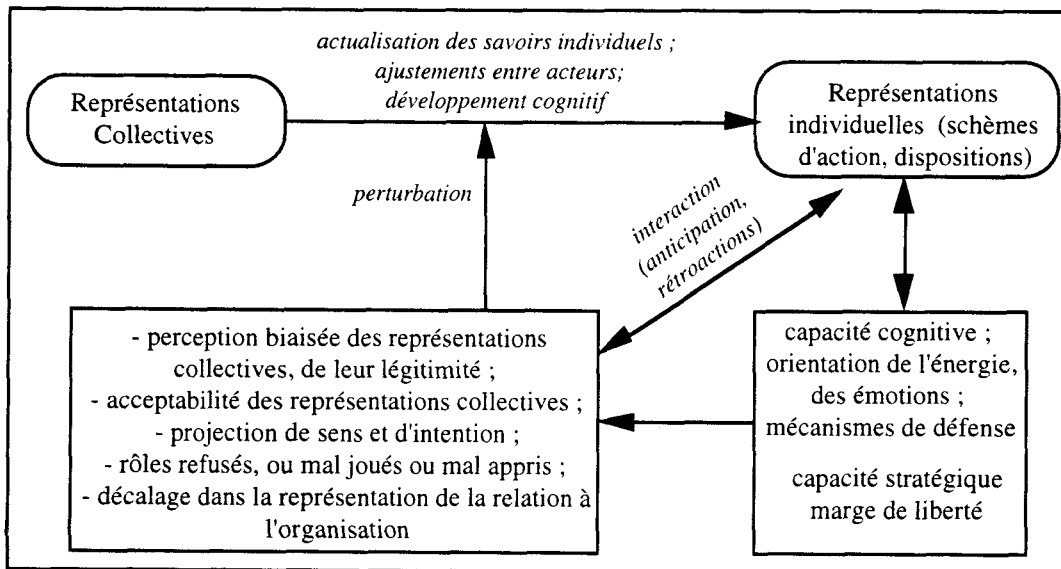 actualisation des savoirs individuels ;
ajustements entre acteurs;
développement cognitif
Représentations
Collectives
Représentations
individuelles (schèmes
d'action, dispositions)
perturbation
interaction
(anticipation,
rétroactions)
- perception biaisée des représentations
collectives, de leur légitimité ;
- acceptabilité des représentations collectives ;
- projection de sens et d'intention ;
- rôles refusés, ou mal joués ou mal appris ;
- décalage dans la représentation de la relation à
l'organisation
capacité cognitive ;
orientation de l'énergie,
des émotions ;
mécanismes de défense
capacité stratégique
marge de liberté